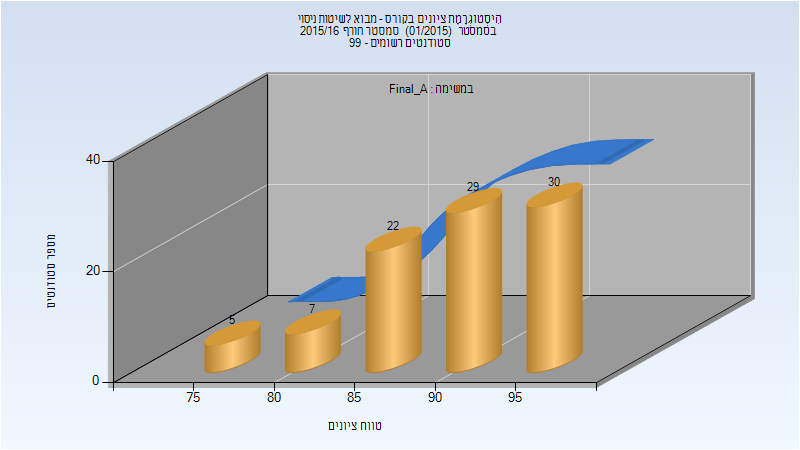 היסטוגרמת ציונים בקורס - מבוא לשיטות ניסוי
בסמסטר (01/2015) סמסטר חורף 2015/16
סטודנטים רשומים - 99
במשימה : Final_A
40
20
0
מספר סטודנטים
5
7
22
29
30
75
80
85
90
95
טווח ציונים